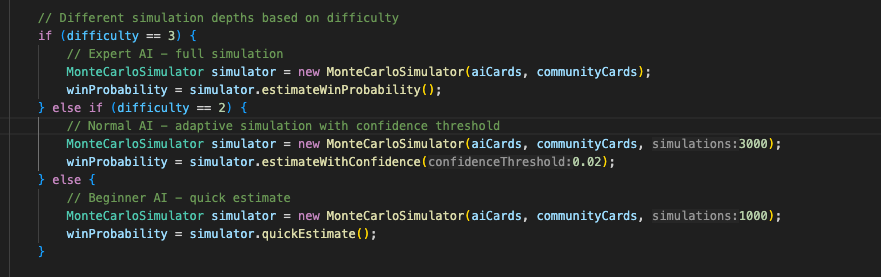 // Different simulation depths based on difficulty
if (difficulty == 3) {
// Expert AI – full simulation
MonteCarloSimulator simulator = new MonteCarloSimulator(aiCards, communityCards);
winProbability = simulator.estimateWinProbability();
} else if (difficulty == 2) {
// Normal AI – adaptive simulation with confidence threshold
MonteCarloSimulator simulator = new MonteCarloSimulator(aiCards, communityCards, simulations:3000);
winProbability = simulator.estimateWithConfidence(confidenceThreshold:0.02);
} else {
// Beginner AI – quick estimate
MonteCarloSimulator simulator = new MonteCarloSimulator(aiCards, communityCards, simulations:1000);
winProbability = simulator.quickEstimate();
}